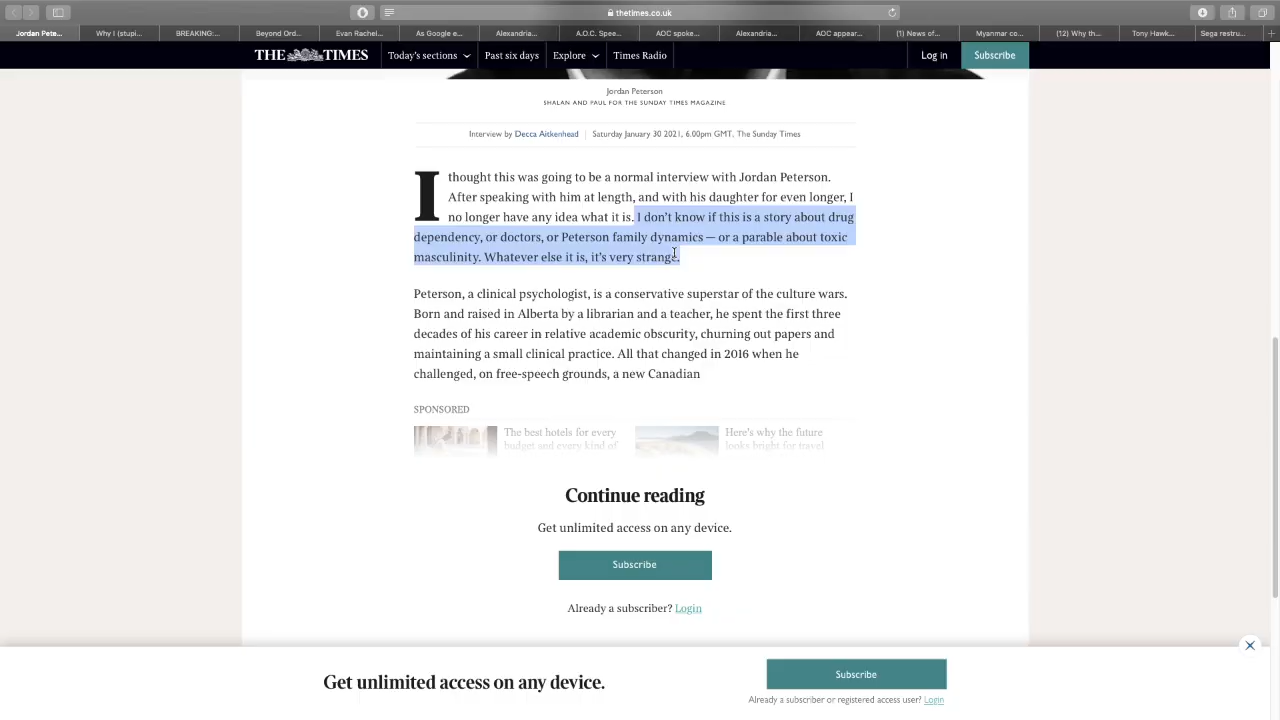 thetimes.co.uk
Jordan Pete...
Why I (stupi...
BREAKING:...
Beyond Ord...
Evan Rachel...
As Google e...
Alexandria...
A.O.C. Spee...
AOC spoke...
Alexandria...
AOC appear...
(1) News of...
Myanmar co...
(12) Why th...
Tony Hawk...
Sega restru...
THE TIMES
Today's sections
Past six days
Explore
Times Radio
Log in
Subscribe
Jordan Peterson
SHALAN AND PAUL FOR THE SUNDAY TIMES MAGAZINE
Interview by Decca Aitkenhead | Saturday January 30 2021, 6.00pm GMT, The Sunday Times
I thought this was going to be a normal interview with Jordan Peterson.
After speaking with him at length, and with his daughter for even longer, I
no longer have any idea what it is. I don't know if this is a story about drug
dependency, or doctors, or Peterson family dynamics — or a parable about toxic
masculinity. Whatever else it is, it's very strange.
Peterson, a clinical psychologist, is a conservative superstar of the culture wars.
Born and raised in Alberta by a librarian and a teacher, he spent the first three
decades of his career in relative academic obscurity, churning out papers and
maintaining a small clinical practice. All that changed in 2016 when he
challenged, on free-speech grounds, a new Canadian
SPONSORED
The best hotels for every
budget and every kind of
Here's why the future
looks bright for travel
Continue reading
Get unlimited access on any device.
Subscribe
Already a subscriber? Login
Get unlimited access on any device.
Subscribe
Already a subscriber or registered access user? Login